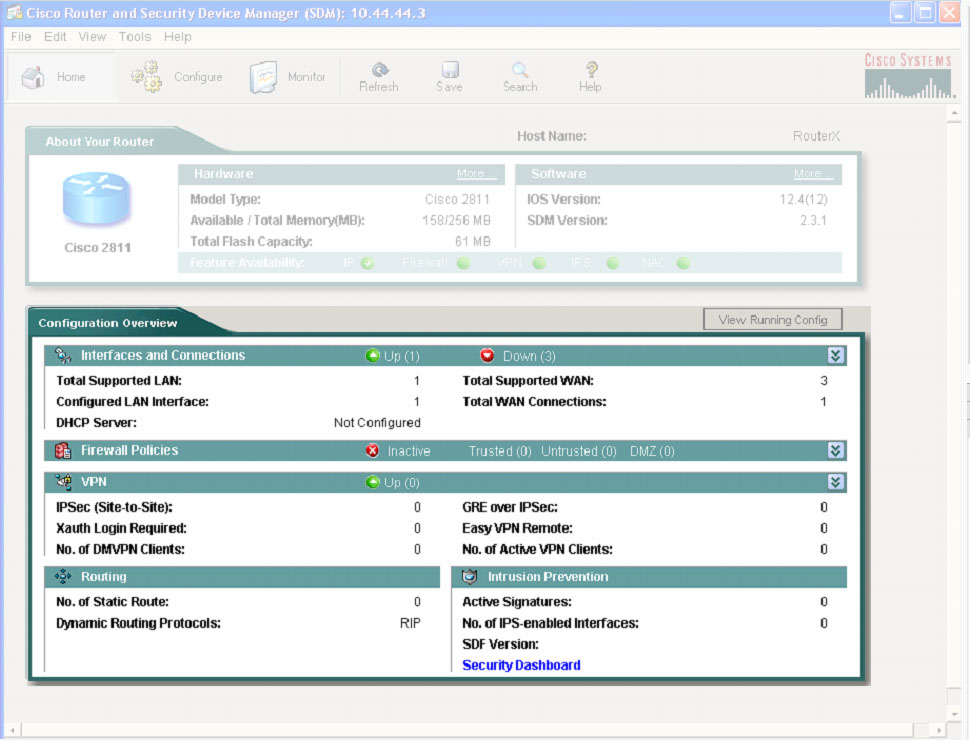 Cisco Router and Security Device Manager (SDM): 10.44.44.3
File Edit View Tools Help
Home Configure Monitor Refresh Save Search Help
CISCO SYSTEMS
About Your Router Host Name: RouterX
Hardware More... Software More...
Model Type: Cisco 2811 IOS Version: 12.4(12)
Available / Total Memory(MB): 158/256 MB SDM Version: 2.3.1
Total Flash Capacity: 61 MB
Cisco 2811
Feature Availability: IP Firewall VPN IPS NAC
Configuration Overview View Running Config
Interfaces and Connections Up (1) Down (3)
Total Supported LAN: 1 Total Supported WAN: 3
Configured LAN Interface: 1 Total WAN Connections: 1
DHCP Server: Not Configured
Firewall Policies Inactive Trusted (0) Untrusted (0) DMZ (0)
VPN Up (0)
IPSec (Site-to-Site): 0 GRE over IPSec: 0
Xauth Login Required: 0 Easy VPN Remote: 0
No. of DMVPN Clients: 0 No. of Active VPN Clients: 0
Routing Intrusion Prevention
No. of Static Route: 0 Active Signatures: 0
Dynamic Routing Protocols: RIP No. of IPS-enabled Interfaces: 0
SDF Version:
Security Dashboard